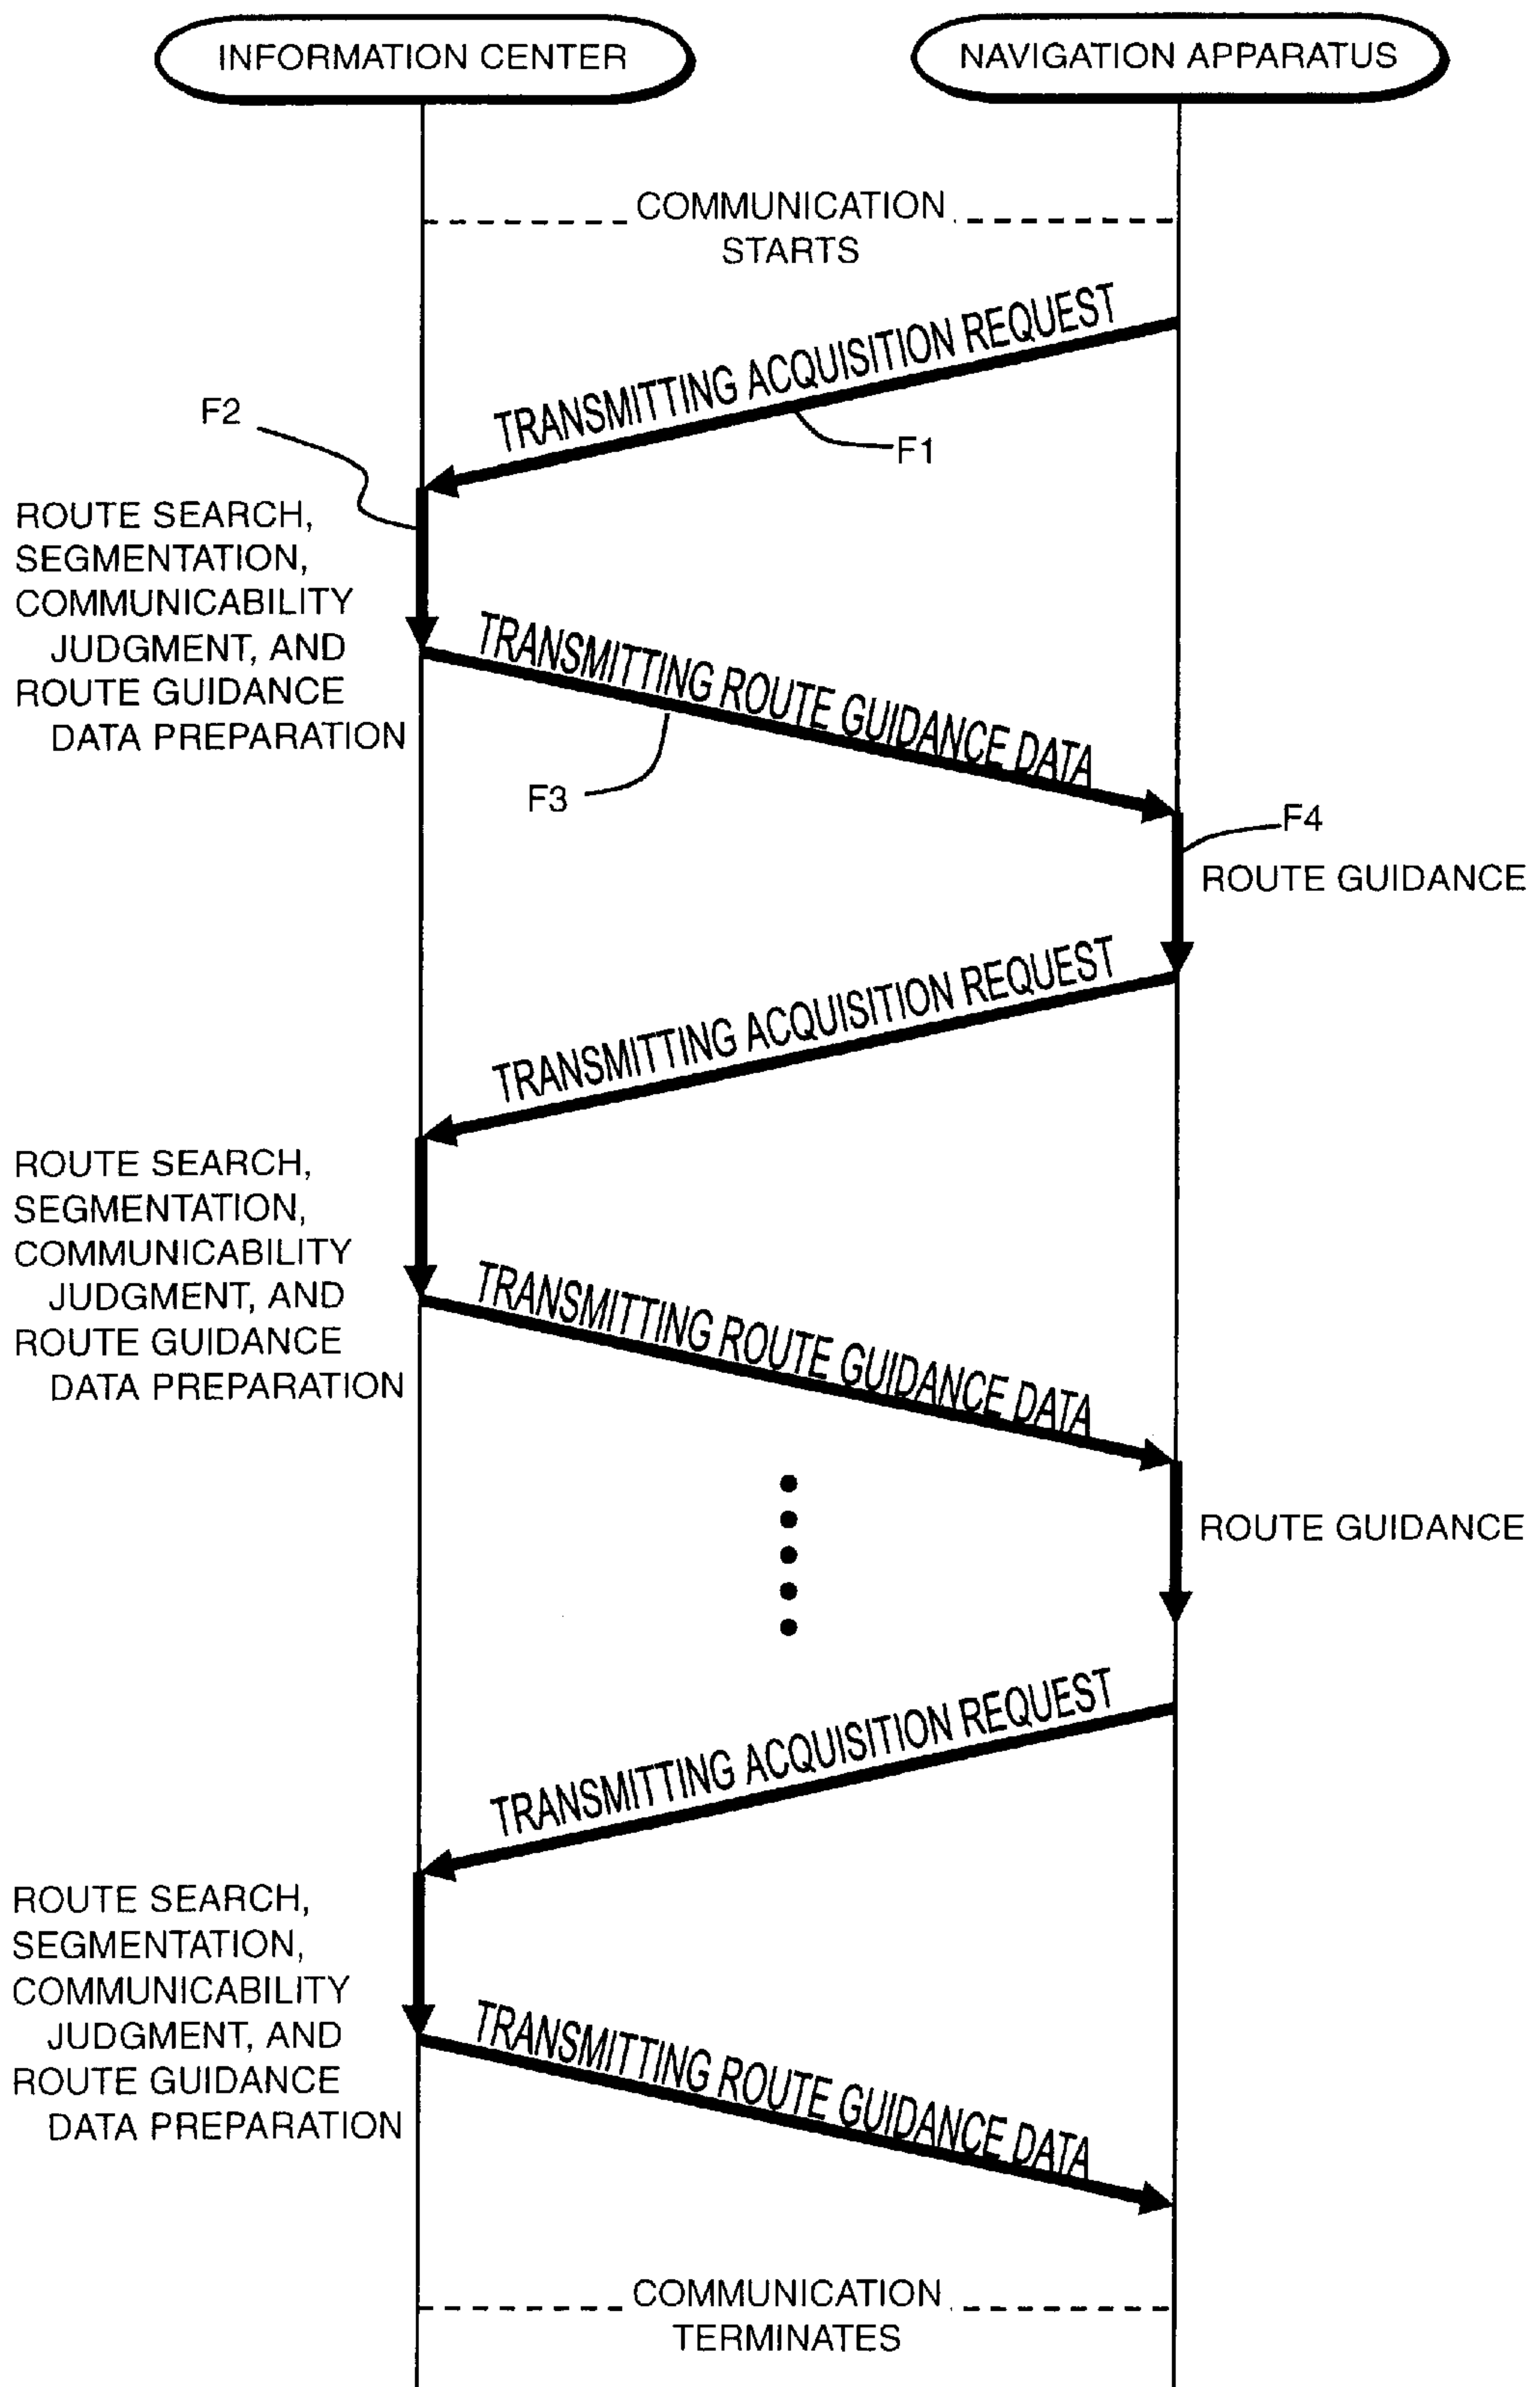 INFORMATION CENTER
NAVIGATION APPARATUS
COMMUNICATION
STARTS
TRANSMITTING ACQUISITION REQUEST
F1
F2
ROUTE SEARCH,
SEGMENTATION,
COMMUNICABILITY
JUDGMENT, AND
ROUTE GUIDANCE
DATA PREPARATION
TRANSMITTING ROUTE GUIDANCE DATA
F3
F4
ROUTE GUIDANCE
TRANSMITTING ACQUISITION REQUEST
ROUTE SEARCH,
SEGMENTATION,
COMMUNICABILITY
JUDGMENT, AND
ROUTE GUIDANCE
DATA PREPARATION
TRANSMITTING ROUTE GUIDANCE DATA
ROUTE GUIDANCE
TRANSMITTING ACQUISITION REQUEST
ROUTE SEARCH,
SEGMENTATION,
COMMUNICABILITY
JUDGMENT, AND
ROUTE GUIDANCE
DATA PREPARATION
TRANSMITTING ROUTE GUIDANCE DATA
COMMUNICATION
TERMINATES